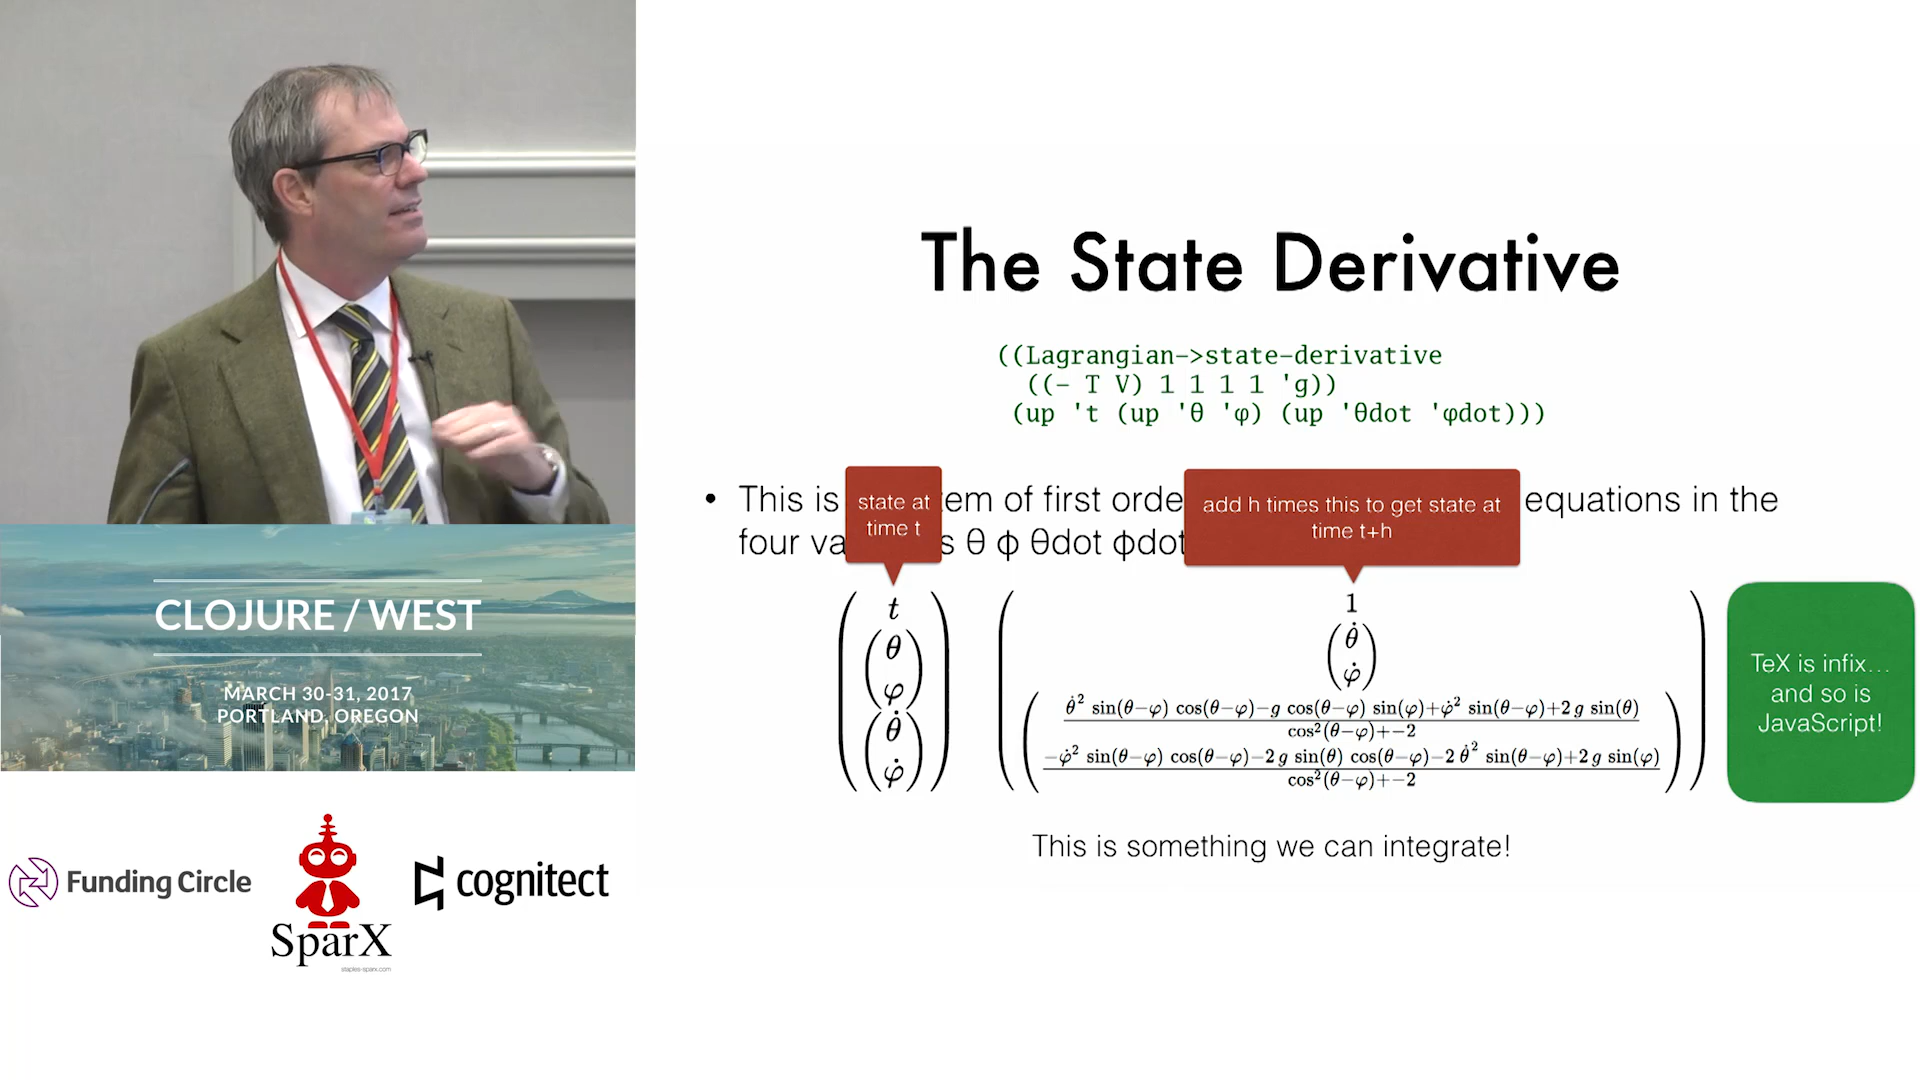 The State Derivative
((Lagrangian->state-derivative
((- T V) 1 1 1 1 'g))
(up 't (up 'θ 'φ) (up 'θdot 'φdot)))
• This is
state at
time t
em of first orde
add h times this to get state at
time t+h
equations in the
four va
s θ ϕ θdot ϕdot
t
θ
φ
θ̇
φ̇
1
θ̇
φ̇
θ̇² sin(θ−φ) cos(θ−φ)−g cos(θ−φ) sin(φ)+φ̇² sin(θ−φ)+2 g sin(θ)
cos²(θ−φ)+−2
−φ̇² sin(θ−φ) cos(θ−φ)−2 g sin(θ) cos(θ−φ)−2 θ̇² sin(θ−φ)+2 g sin(φ)
cos²(θ−φ)+−2
TeX is infix...
and so is
JavaScript!
This is something we can integrate!
CLOJURE / WEST
MARCH 30-31, 2017
PORTLAND, OREGON
Funding Circle
SparX
staples-sparx.com
cognitect